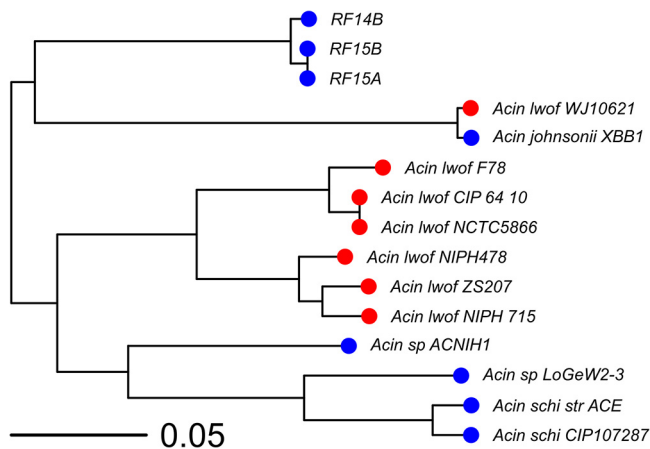 RF14B
RF15B
RF15A
Acin lwof WJ10621
Acin johnsonii XBB1
Acin lwof F78
Acin lwof CIP 64 10
Acin lwof NCTC5866
Acin lwof NIPH478
Acin lwof ZS207
Acin lwof NIPH 715
Acin sp ACNIH1
Acin sp LoGeW2-3
Acin schi str ACE
Acin schi CIP107287
0.05